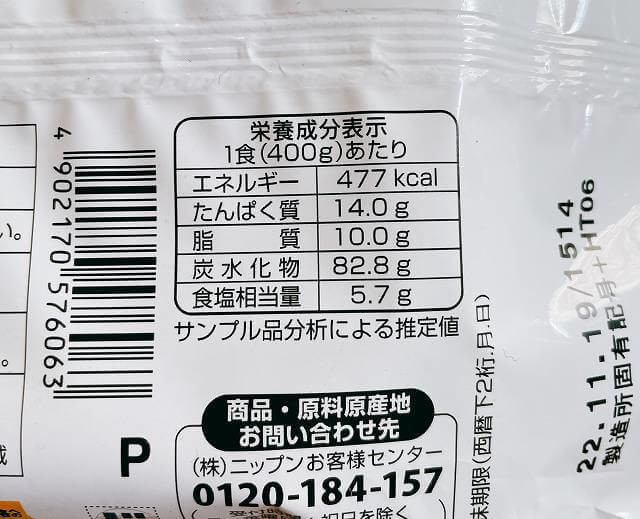 栄養成分表示
1食(400g)あたり
エネルギー 477 kcal
たんぱく質 14.0 g
脂質 10.0 g
炭水化物 82.8 g
食塩相当量 5.7 g
サンプル品分析による推定値
4 902170 576063
P
い。
。
商品・原料原産地
お問い合わせ先
(株)ニップンお客様センター
0120-184-157
味期限(西暦下2桁.月.日)
22.11.19/1514
製造所固有記号+HT06